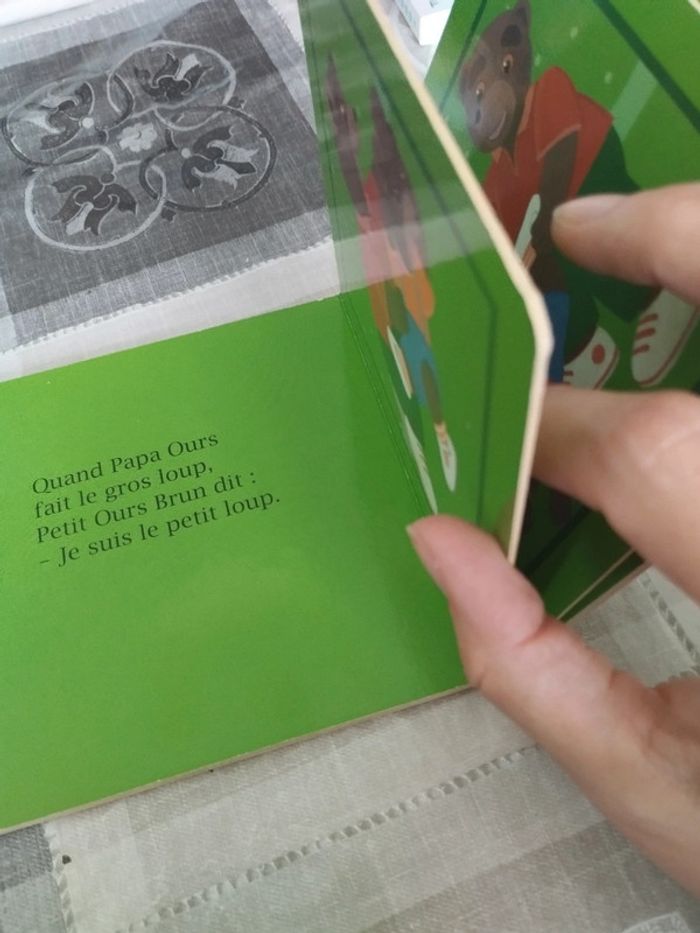 Quand Papa Ours
fait le gros loup,
Petit Ours Brun dit :
– Je suis le petit loup.